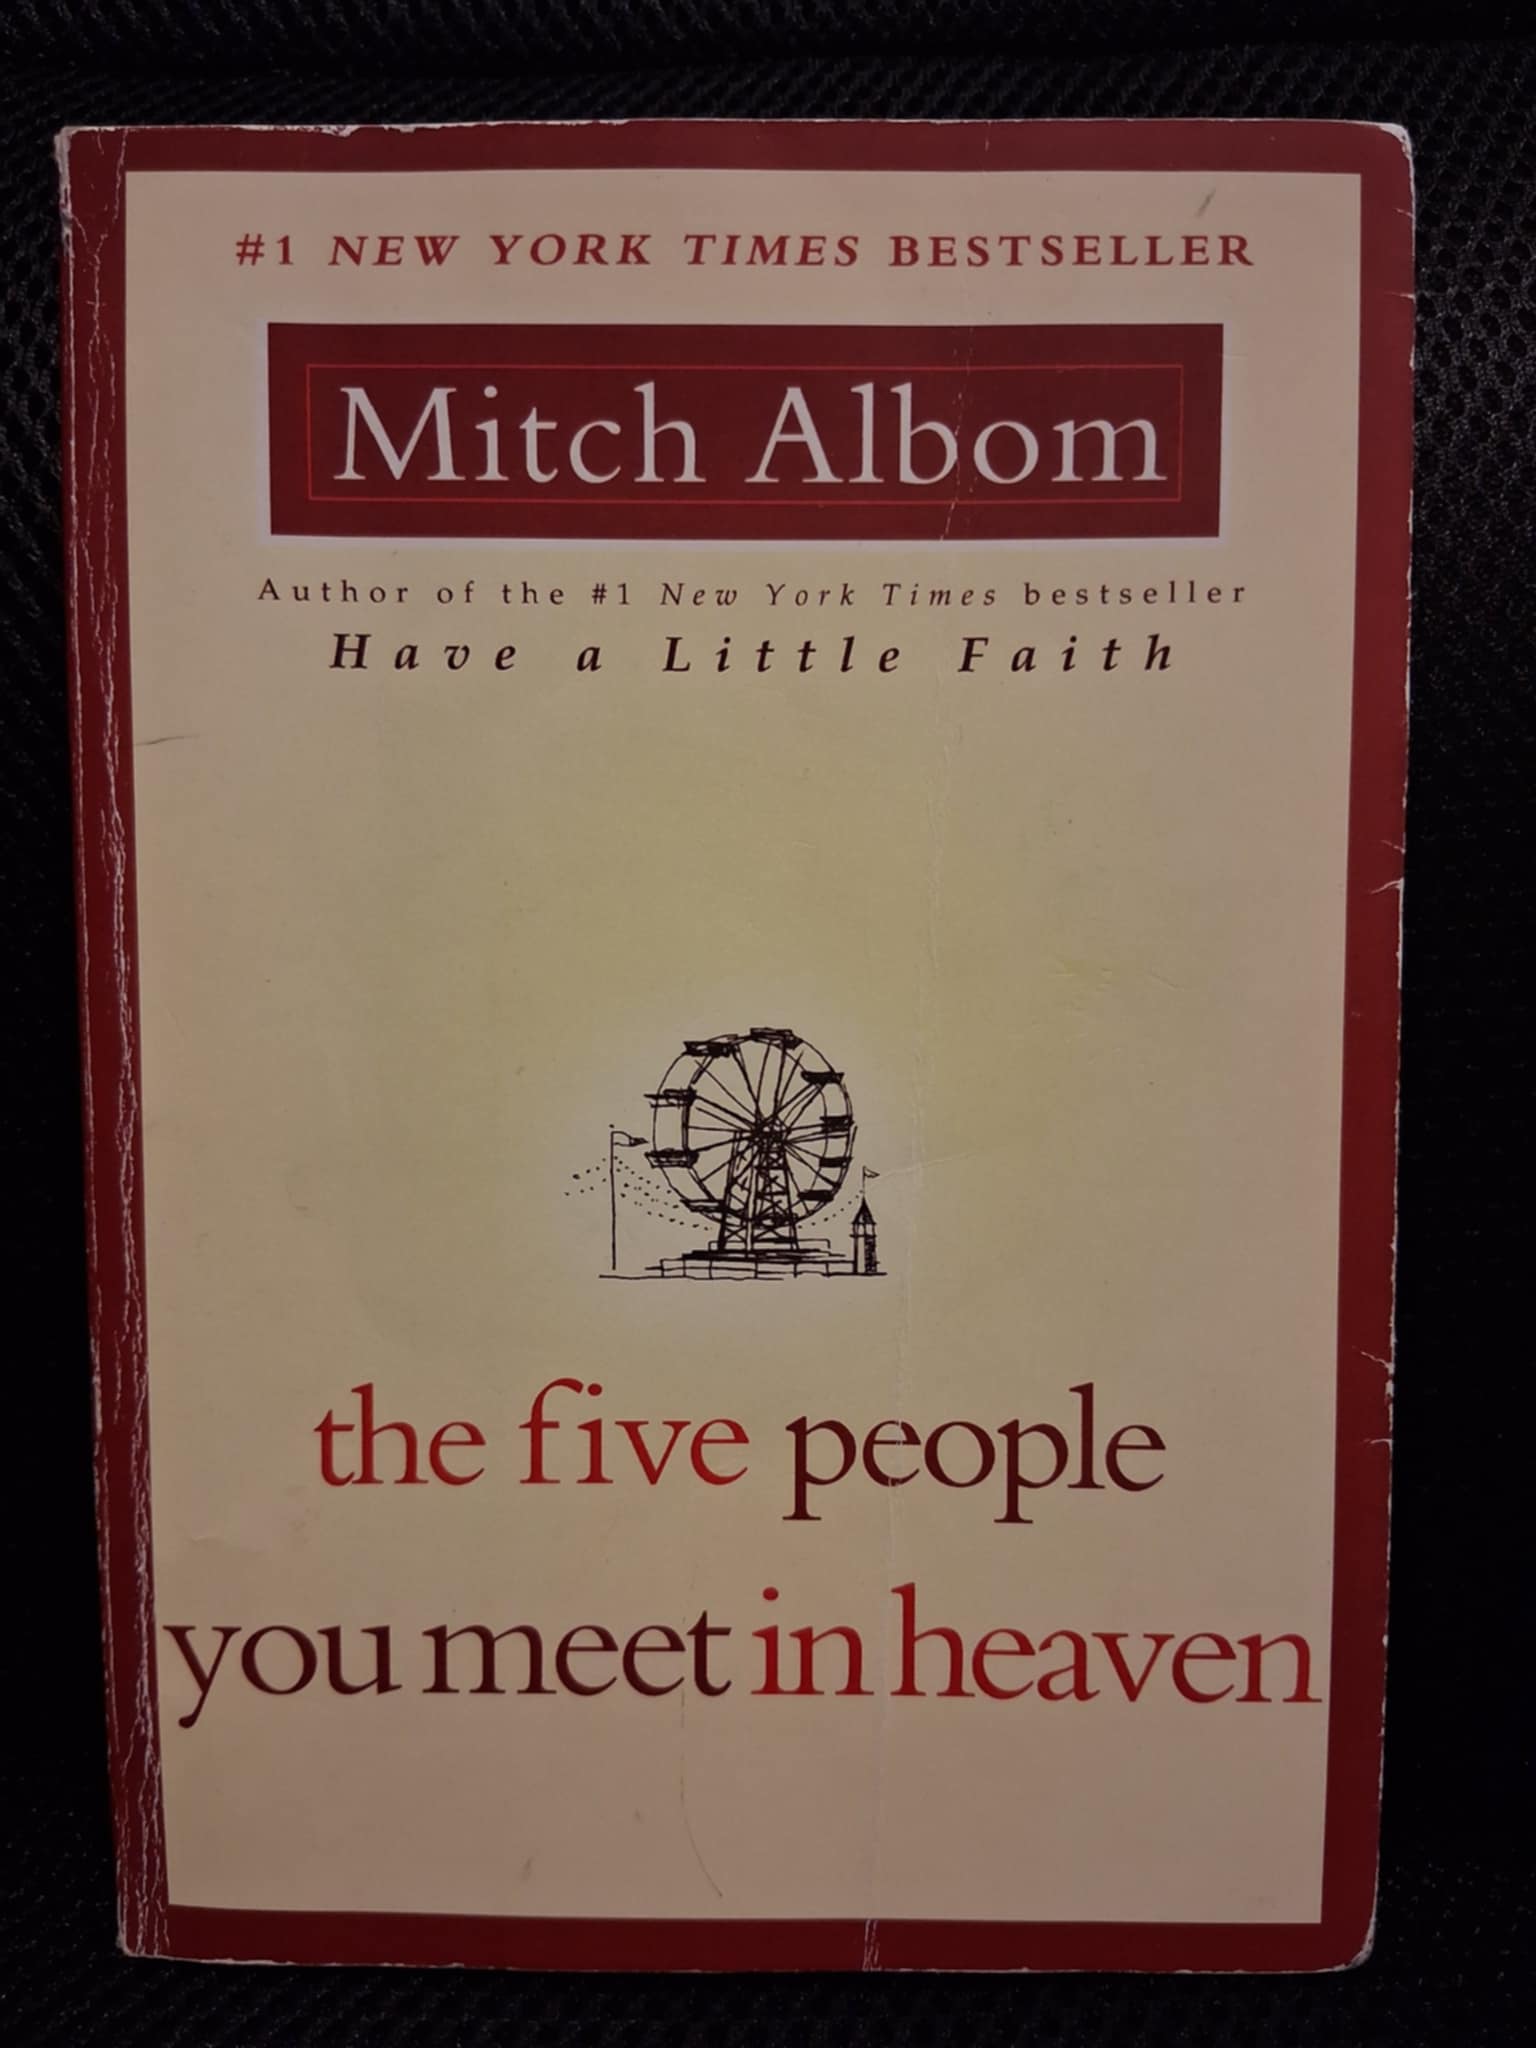 #1 NEW YORK TIMES BESTSELLER
Mitch Albom
Author of the #1 New York Times bestseller
Have a Little Faith
the five people
you meet in heaven